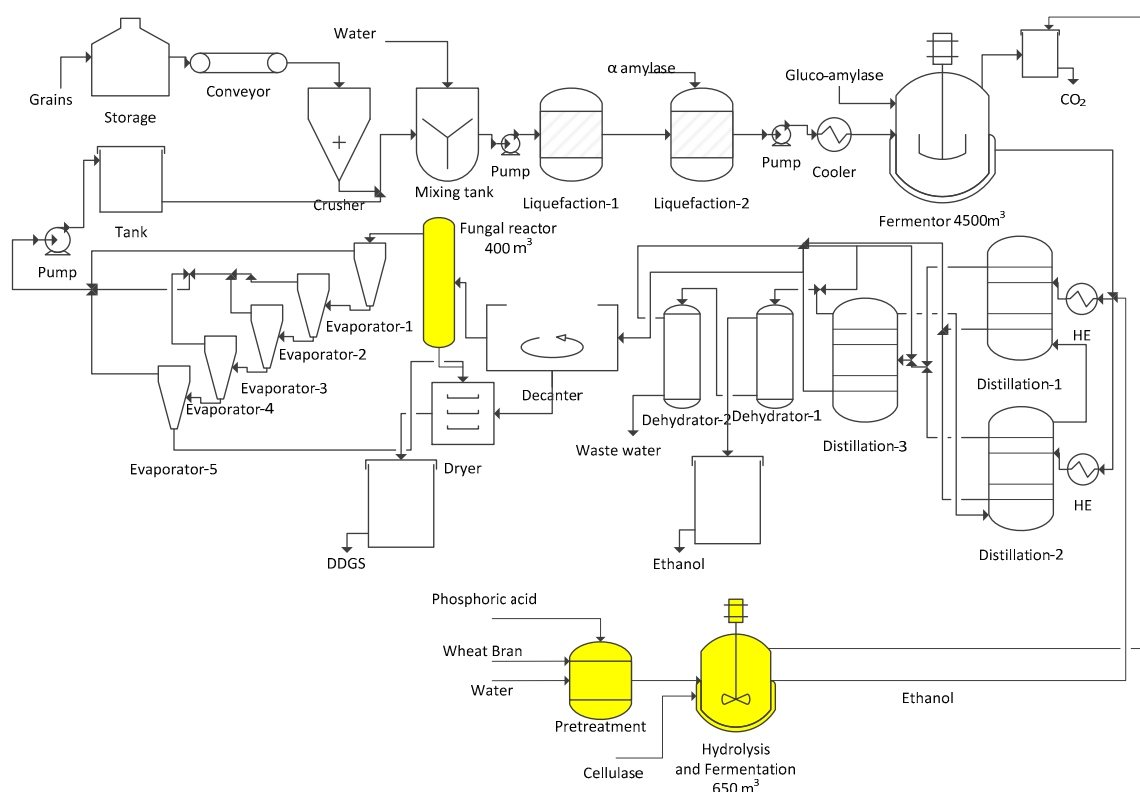 Water
α amylase
Gluco-amylase
Grains
Storage
Conveyor
CO₂
Crusher
Mixing tank
Pump
Liquefaction-1
Liquefaction-2
Pump
Cooler
Fermentor 4500m³
Tank
Pump
Fungal reactor
400 m³
Evaporator-1
Evaporator-2
Evaporator-3
Evaporator-4
Evaporator-5
Decanter
Dryer
DDGS
Dehydrator-2
Dehydrator-1
Waste water
Ethanol
Distillation-3
HE
Distillation-1
HE
Distillation-2
Phosphoric acid
Wheat Bran
Water
Pretreatment
Cellulase
Hydrolysis
and Fermentation
650 m³
Ethanol